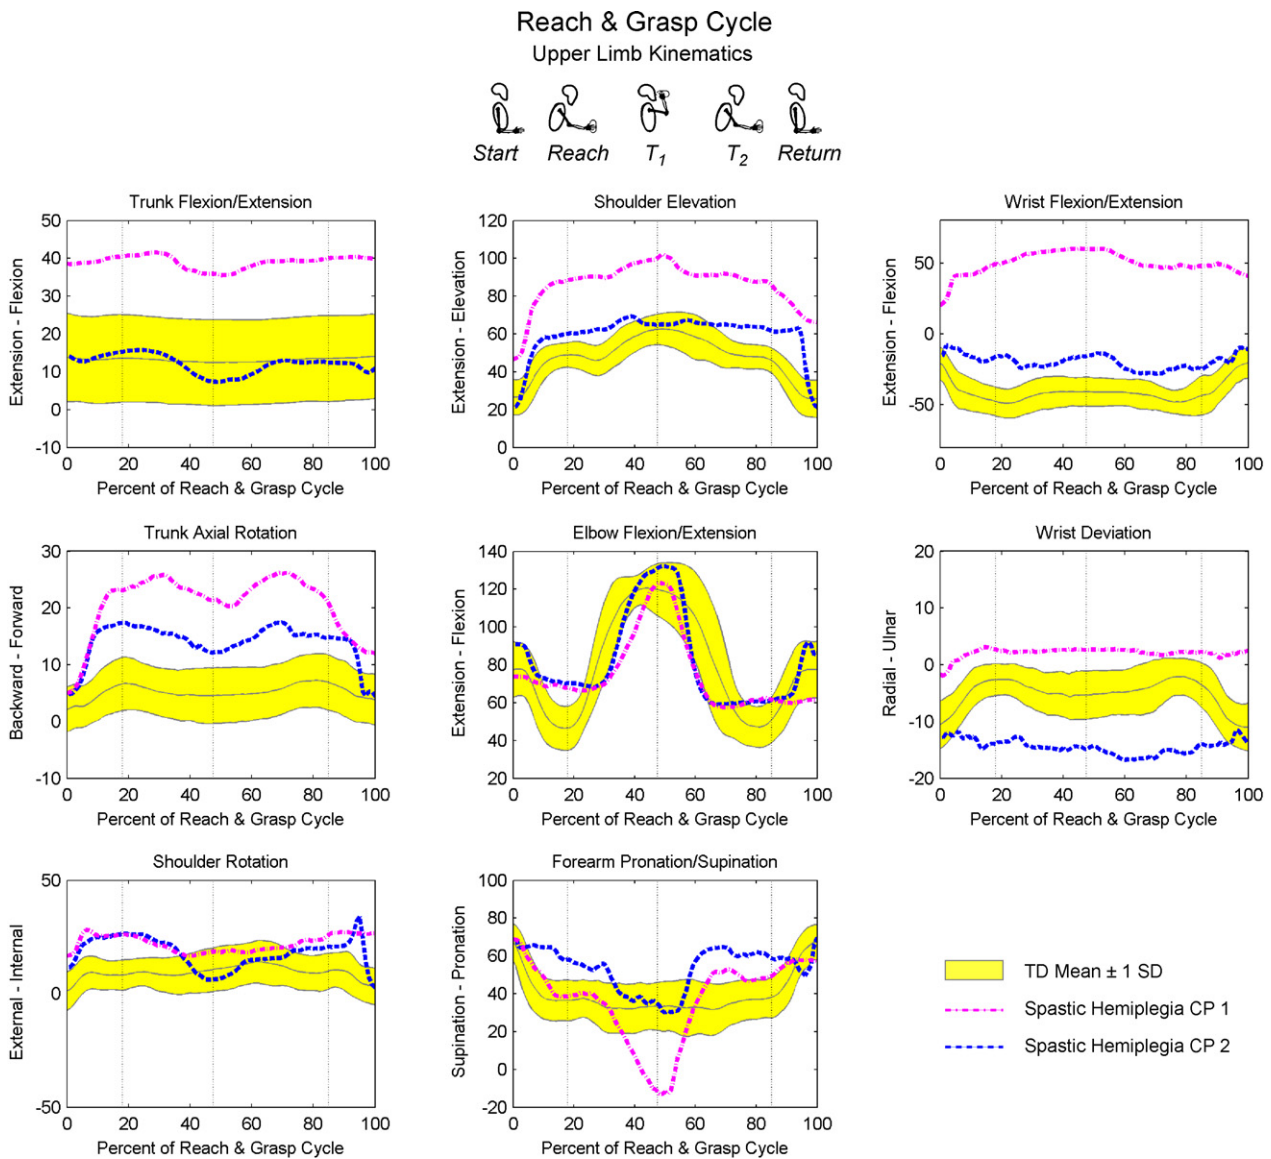 Reach & Grasp Cycle
Upper Limb Kinematics
Start Reach T1 T2 Return
Trunk Flexion/Extension
Extension - Flexion
50
40
30
20
10
0
-10
0 20 40 60 80 100
Percent of Reach & Grasp Cycle
Shoulder Elevation
Extension - Elevation
120
100
80
60
40
20
0
0 20 40 60 80 100
Percent of Reach & Grasp Cycle
Wrist Flexion/Extension
Extension - Flexion
50
0
-50
0 20 40 60 80 100
Percent of Reach & Grasp Cycle
Trunk Axial Rotation
Backward - Forward
30
20
10
0
-10
0 20 40 60 80 100
Percent of Reach & Grasp Cycle
Elbow Flexion/Extension
Extension - Flexion
140
120
100
80
60
40
20
0 20 40 60 80 100
Percent of Reach & Grasp Cycle
Wrist Deviation
Radial - Ulnar
20
10
0
-10
-20
0 20 40 60 80 100
Percent of Reach & Grasp Cycle
Shoulder Rotation
External - Internal
50
0
-50
0 20 40 60 80 100
Percent of Reach & Grasp Cycle
Forearm Pronation/Supination
Supination - Pronation
100
80
60
40
20
0
-20
0 20 40 60 80 100
Percent of Reach & Grasp Cycle
TD Mean ± 1 SD
Spastic Hemiplegia CP 1
Spastic Hemiplegia CP 2